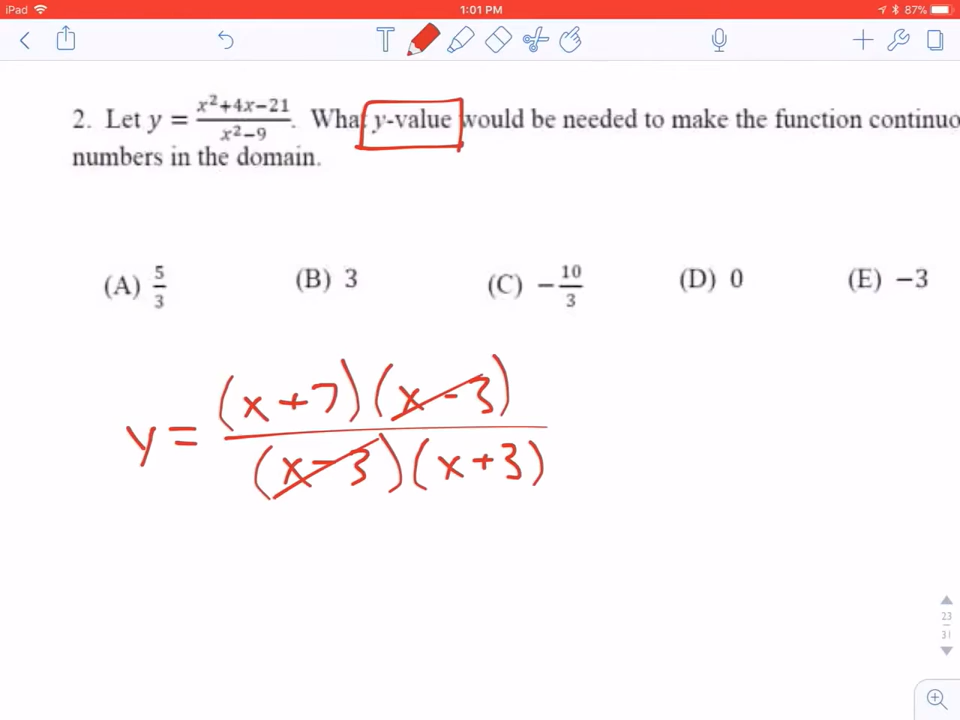 iPad 1:01 PM 87%
2. Let y = (x²+4x−21)/(x²−9). What y-value would be needed to make the function continuo
numbers in the domain.
(A) 5/3 (B) 3 (C) −10/3 (D) 0 (E) −3
y = (x+7)(x−3)/(x−3)(x+3)
23
31